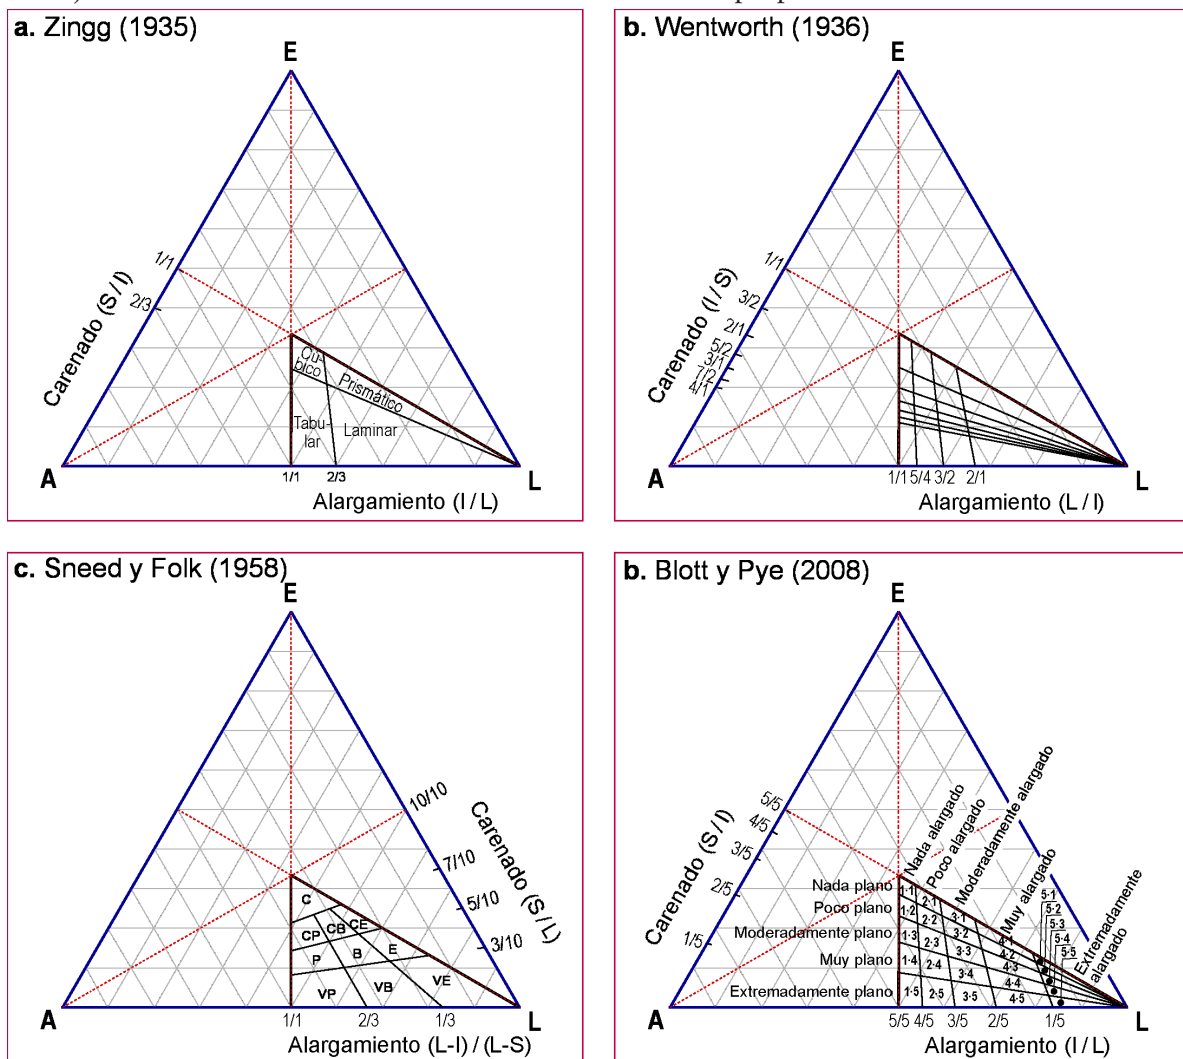 a. Zingg (1935)
E
Carenado (S / I)
1/1
2/3
Cú-
bico
Prismático
Tabu-
lar
Laminar
A
L
1/1
2/3
Alargamiento (I / L)
b. Wentworth (1936)
E
Carenado (I / S)
1/1
3/2
2/1
5/2
3/1
7/2
4/1
A
L
1/1
5/4
3/2
2/1
Alargamiento (L / I)
c. Sneed y Folk (1958)
E
Carenado (S / L)
10/10
7/10
5/10
3/10
C
CP
CB
CE
P
B
E
VP
VB
VE
A
L
1/1
2/3
1/3
Alargamiento (L-I) / (L-S)
b. Blott y Pye (2008)
E
Carenado (S / I)
5/5
4/5
3/5
2/5
1/5
Nada alargado
Poco alargado
Moderadamente alargado
Muy alargado
Extremadamente
alargado
Nada plano
Poco plano
Moderadamente plano
Muy plano
Extremadamente plano
1·1
2·1
3·1
4·1
5·1
1·2
2·2
3·2
4·2
5·2
1·3
2·3
3·3
4·3
5·3
1·4
2·4
3·4
4·4
5·4
1·5
2·5
3·5
4·5
5·5
A
L
5/5
4/5
3/5
2/5
1/5
Alargamiento (I / L)